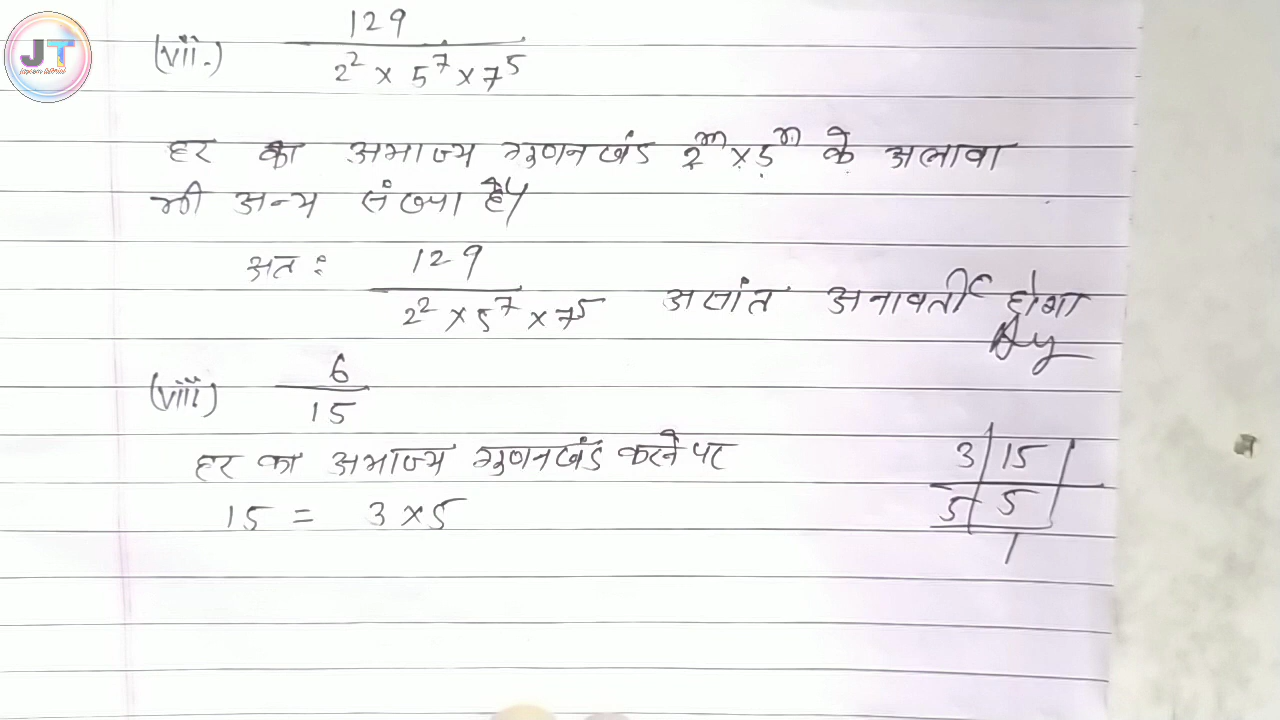 JT
(vii.) 129 / 2² × 5⁷ × 7⁵
हर का अभाज्य गुणनखंड 2ᵐ × 5ⁿ के अलावा
भी अन्य संख्या है।
अतः 129 / 2² × 5⁷ × 7⁵ असांत अनावर्ती होगा
(viii) 6 / 15
हर का अभाज्य गुणनखंड करने पर
15 = 3 × 5
3 | 15
5 | 5
1